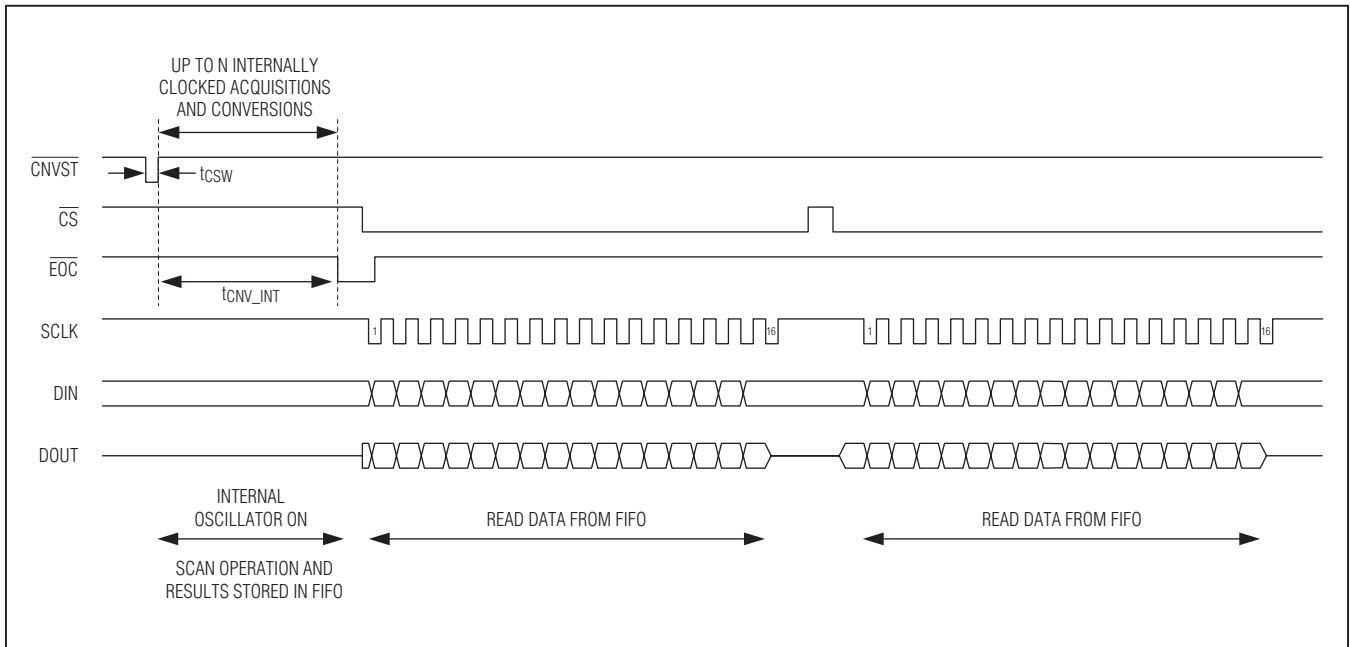 UP TO N INTERNALLY
CLOCKED ACQUISITIONS
AND CONVERSIONS
CNVST
tCSW
CS
EOC
tCNV_INT
SCLK
1
16
1
16
DIN
DOUT
INTERNAL
OSCILLATOR ON
READ DATA FROM FIFO
READ DATA FROM FIFO
SCAN OPERATION AND
RESULTS STORED IN FIFO